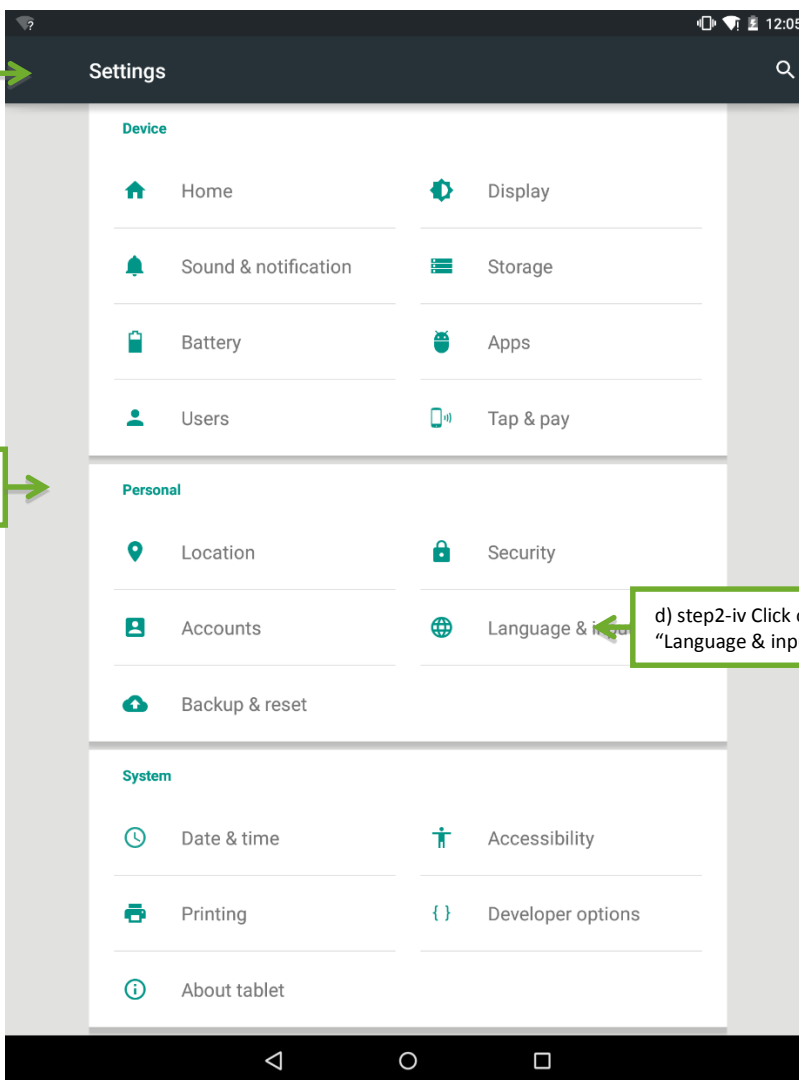 12:05
Settings
Device
Home
Display
Sound & notification
Storage
Battery
Apps
Users
Tap & pay
Personal
Location
Security
Accounts
Language &
d) step2-iv Click
“Language & inp
Backup & reset
System
Date & time
Accessibility
Printing
{ } Developer options
About tablet